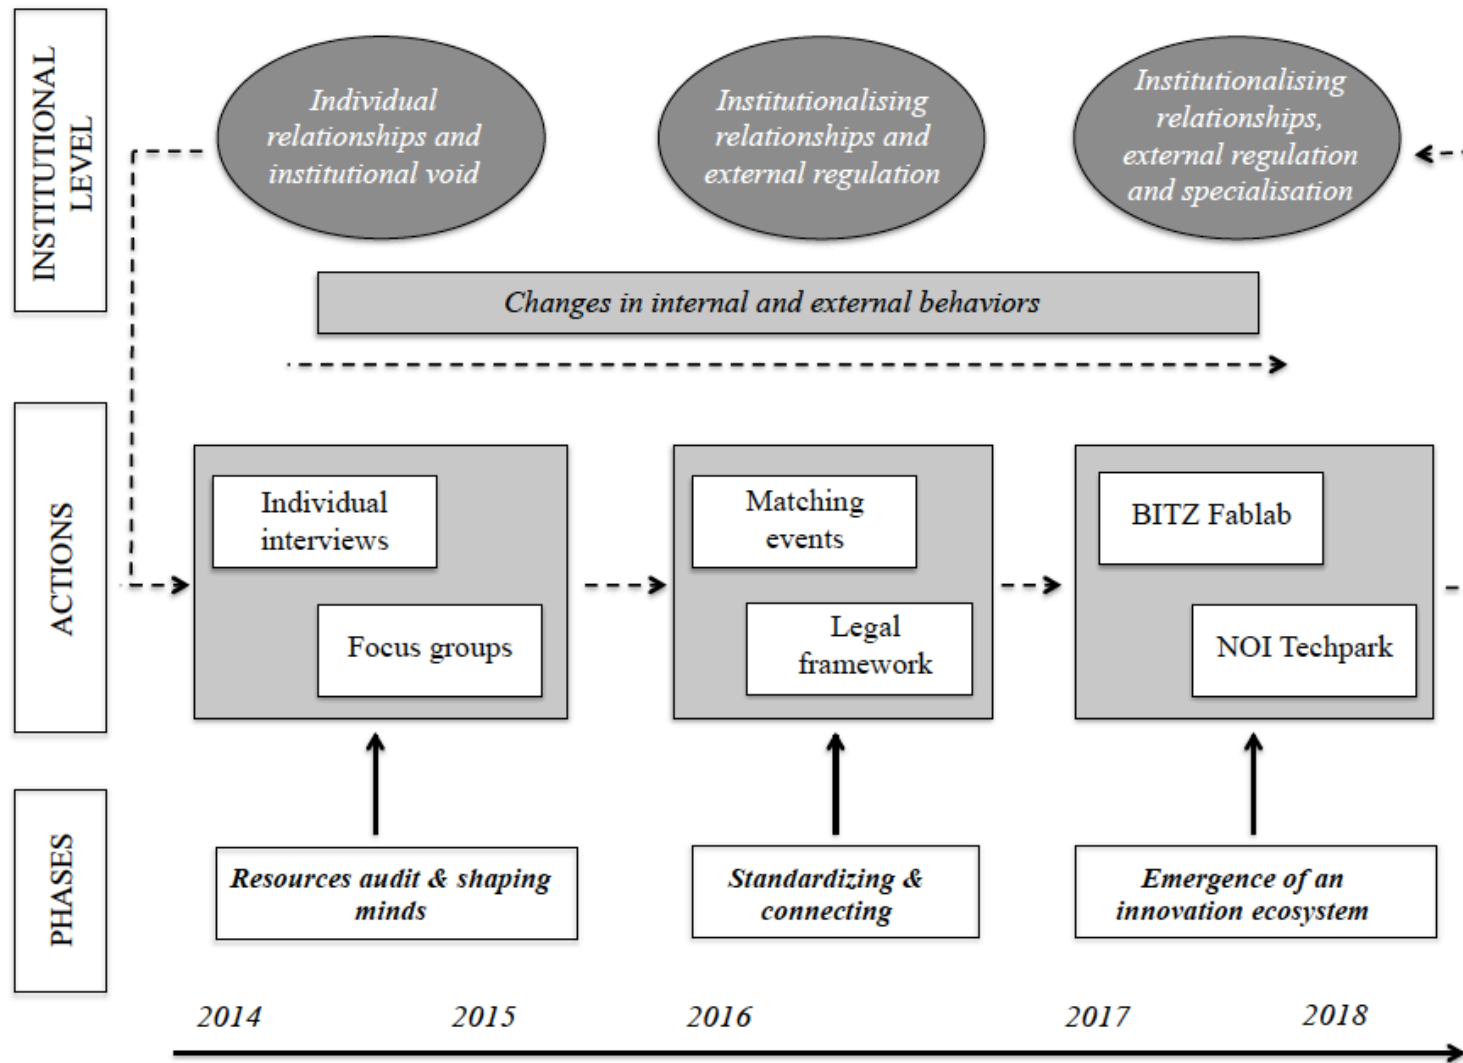 INSTITUTIONAL
LEVEL
Individual
relationships and
institutional void
Institutionalising
relationships and
external regulation
Institutionalising
relationships,
external regulation
and specialisation
Changes in internal and external behaviors
ACTIONS
Individual
interviews
Focus groups
Matching
events
Legal
framework
BITZ Fablab
NOI Techpark
PHASES
Resources audit & shaping
minds
Standardizing &
connecting
Emergence of an
innovation ecosystem
2014
2015
2016
2017
2018